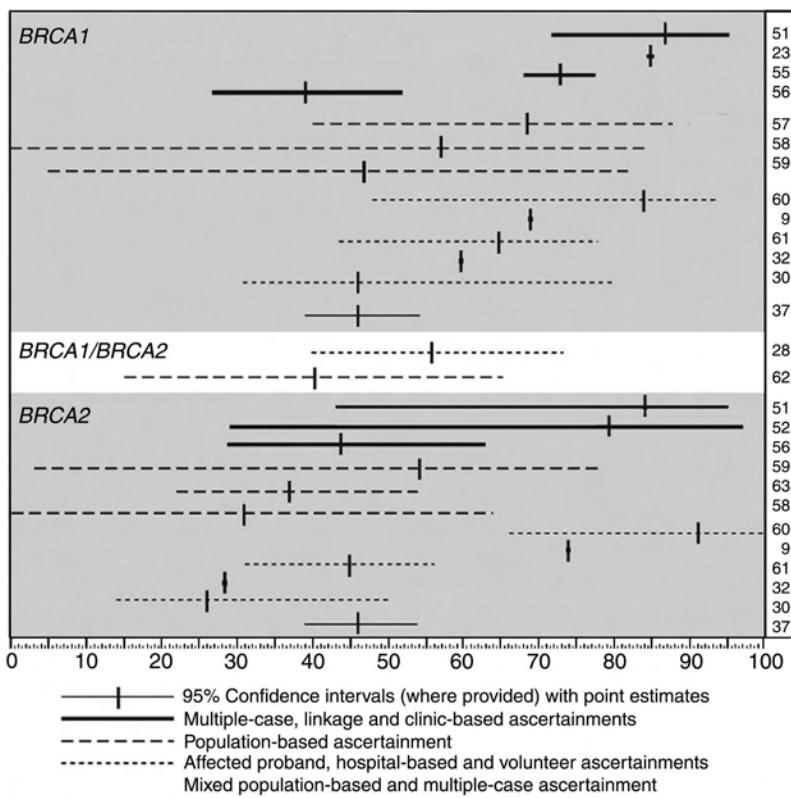 BRCA1 51
23
55
56
57
58
59
60
9
61
32
30
37
BRCA1/BRCA2 28
62
BRCA2 51
52
56
59
63
58
60
9
61
32
30
37
0 10 20 30 40 50 60 70 80 90 100
95% Confidence intervals (where provided) with point estimates
Multiple-case, linkage and clinic-based ascertainments
Population-based ascertainment
Affected proband, hospital-based and volunteer ascertainments
Mixed population-based and multiple-case ascertainment